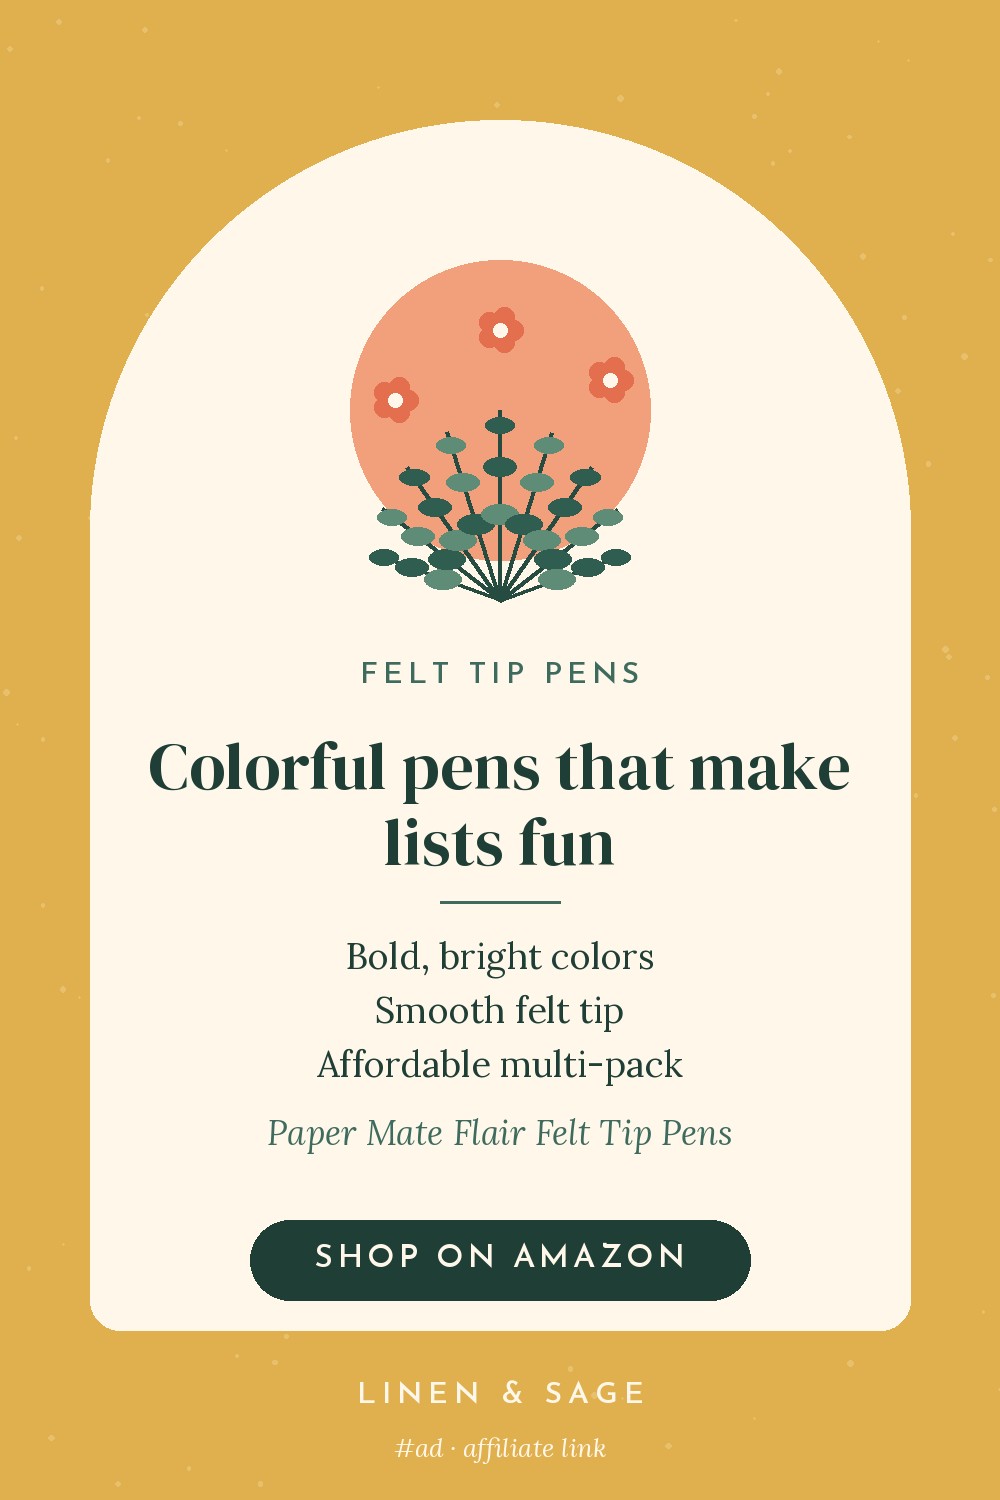 FELT TIP PENS
Colorful pens that make
lists fun
Bold, bright colors
Smooth felt tip
Affordable multi-pack
Paper Mate Flair Felt Tip Pens
SHOP ON AMAZON
LINEN & SAGE
#ad · affiliate link